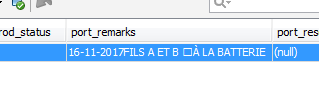 rod_status port_remarks port_res
16-11-2017FILS A ET B □À LA BATTERIE (null)